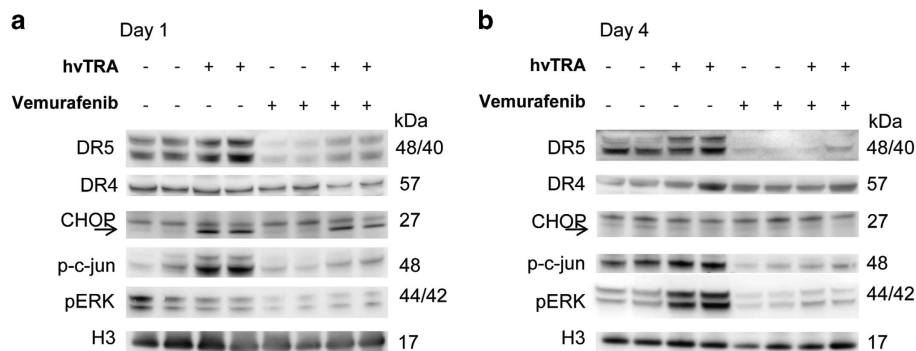 a
Day 1
hvTRA - - + + - - + +
Vemurafenib - - - - + + + +
kDa
DR5 48/40
DR4 57
CHOP 27
p-c-jun 48
pERK 44/42
H3 17
b
Day 4
hvTRA - - + + - - + +
Vemurafenib - - - - + + + +
kDa
DR5 48/40
DR4 57
CHOP 27
p-c-jun 48
pERK 44/42
H3 17